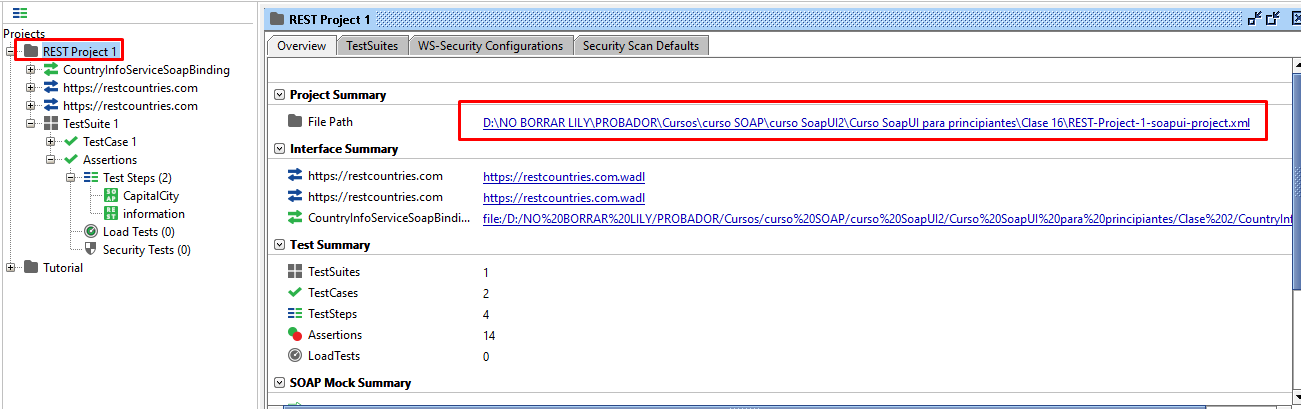 Projects
REST Project 1
CountryInfoServiceSoapBinding
https://restcountries.com
https://restcountries.com
TestSuite 1
TestCase 1
Assertions
Test Steps (2)
SOAP CapitalCity
REST information
Load Tests (0)
Security Tests (0)
Tutorial
REST Project 1
Overview TestSuites WS-Security Configurations Security Scan Defaults
Project Summary
File Path D:\NO BORRAR LILY\PROBADOR\Cursos\curso SOAP\curso SoapUI2\Curso SoapUI para principiantes\Clase 16\REST-Project-1-soapui-project.xml
Interface Summary
https://restcountries.com https://restcountries.com.wadl
https://restcountries.com https://restcountries.com.wadl
CountryInfoServiceSoapBindi... file:/D:/NO%20BORRAR%20LILY/PROBADOR/Cursos/curso%20SOAP/curso%20SoapUI2/Curso%20SoapUI%20para%20principiantes/Clase%202/CountryInf
Test Summary
TestSuites 1
TestCases 2
TestSteps 4
Assertions 14
LoadTests 0
SOAP Mock Summary